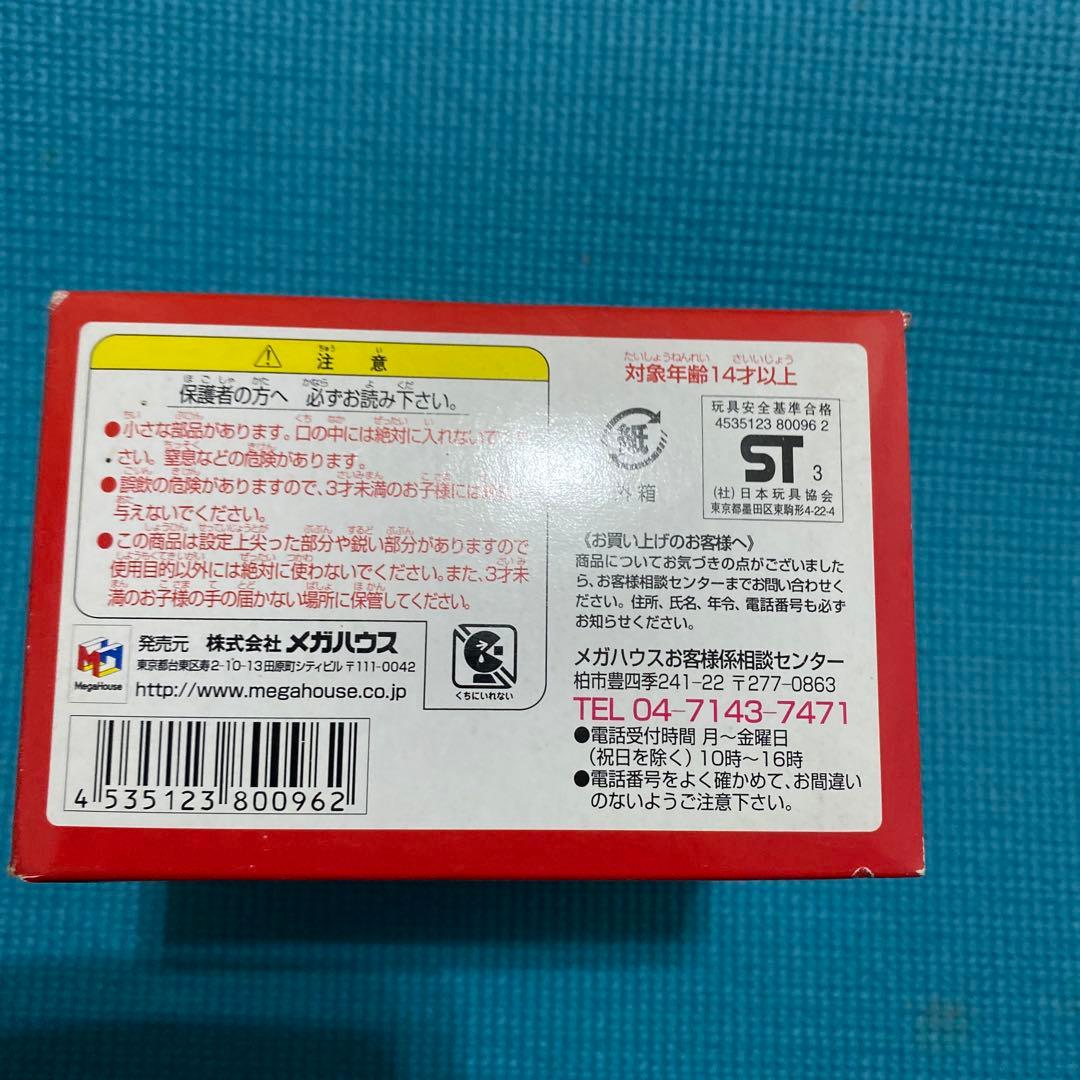 注意
保護者の方へ 必ずお読み下さい。
●小さな部品があります。口の中には絶対に入れないで
さい。窒息などの危険があります。
●誤飲の危険がありますので、3才未満のお子様には
与えないでください。
●この商品は設定上尖った部分や鋭い部分がありますので
使用目的以外には絶対に使わないでください。また、3才未
満のお子様の手の届かない場所に保管してください。
MegaHouse
発売元 株式会社 メガハウス
東京都台東区寿2-10-13田原町シティビル〒111-0042
http://www.megahouse.co.jp
くちにいれない
4 535123 800962
たいしょうねんれい さいいじょう
対象年齢14才以上
紙
外箱
玩具安全基準合格
4535123 80096 2
ST 3
(社)日本玩具協会
東京都墨田区東駒形4-22-4
《お買い上げのお客様へ》
商品についてお気づきの点がございました
ら、お客様相談センターまでお問い合わせく
ださい。住所、氏名、年令、電話番号も必ず
お知らせください。
メガハウスお客様係相談センター
柏市豊四季241-22 〒277-0863
TEL 04-7143-7471
●電話受付時間 月～金曜日
(祝日を除く) 10時～16時
●電話番号をよく確かめて、お間違い
のないようご注意下さい。